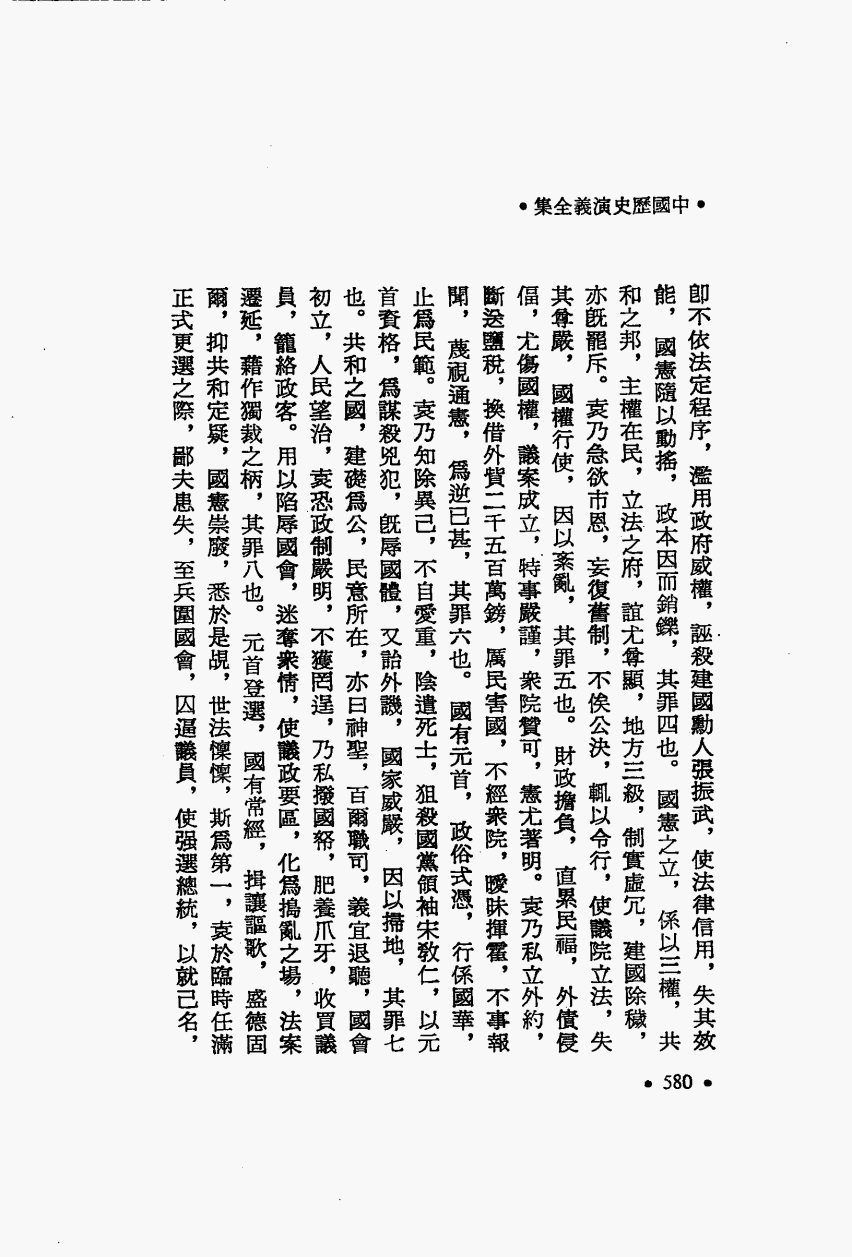 •中國歷史演義全集•
卽不依法定程序，濫用政府威權，誣殺建國勳人張振武，使法律信用，失其效
能，國憲隨以動搖，政本因而銷鑠，其罪四也。國憲之立，係以三權，共
和之邦，主權在民，立法之府，誼尤尊顯，地方三級，制實虛冗，建國除穢，
亦旣罷斥。袁乃急欲市恩，妄復舊制，不俟公決，輒以令行，使議院立法，失
其尊嚴，國權行使，因以紊亂，其罪五也。財政擔負，直累民福，外債侵
偪，尤傷國權，議案成立，特事嚴謹，衆院贊可，憲尤著明。袁乃私立外約，
斷送鹽稅，換借外貲二千五百萬鎊，厲民害國，不經衆院，曖昧揮霍，不事報
聞，蔑視通憲，爲逆已甚，其罪六也。國有元首，政俗式憑，行係國華，
止爲民範。袁乃知除異己，不自愛重，陰遣死士，狙殺國黨領袖宋敎仁，以元
首資格，爲謀殺兇犯，旣辱國體，又詒外譏，國家威嚴，因以掃地，其罪七
也。共和之國，建礎爲公，民意所在，亦曰神聖，百爾職司，義宜退聽，國會
初立，人民望治，袁恐政制嚴明，不獲罔逞，乃私撥國帑，肥養爪牙，收買議
員，籠絡政客。用以陷辱國會，迷奪衆情，使議政要區，化爲搗亂之場，法案
遷延，藉作獨裁之柄，其罪八也。元首登選，國有常經，揖讓謳歌，盛德固
爾，抑共和定疑，國憲崇廢，悉於是覘，世法懍懍，斯爲第一，袁於臨時任滿
正式更選之際，鄙夫患失，至兵圍國會，囚逼議員，使强選總統，以就己名，
•580•